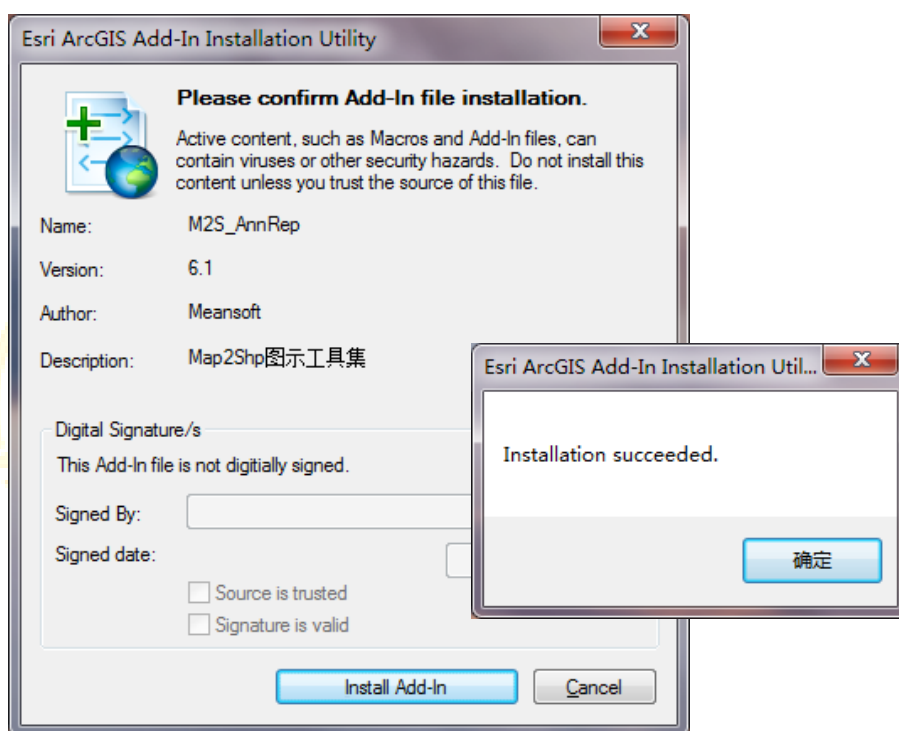 Esri ArcGIS Add-In Installation Utility
Please confirm Add-In file installation.
Active content, such as Macros and Add-In files, can
contain viruses or other security hazards. Do not install this
content unless you trust the source of this file.
Name: M2S_AnnRep
Version: 6.1
Author: Meansoft
Description: Map2Shp图示工具集
Digital Signature/s
This Add-In file is not digitially signed.
Signed By:
Signed date:
Source is trusted
Signature is valid
Install Add-In Cancel
Esri ArcGIS Add-In Installation Util...
Installation succeeded.
确定